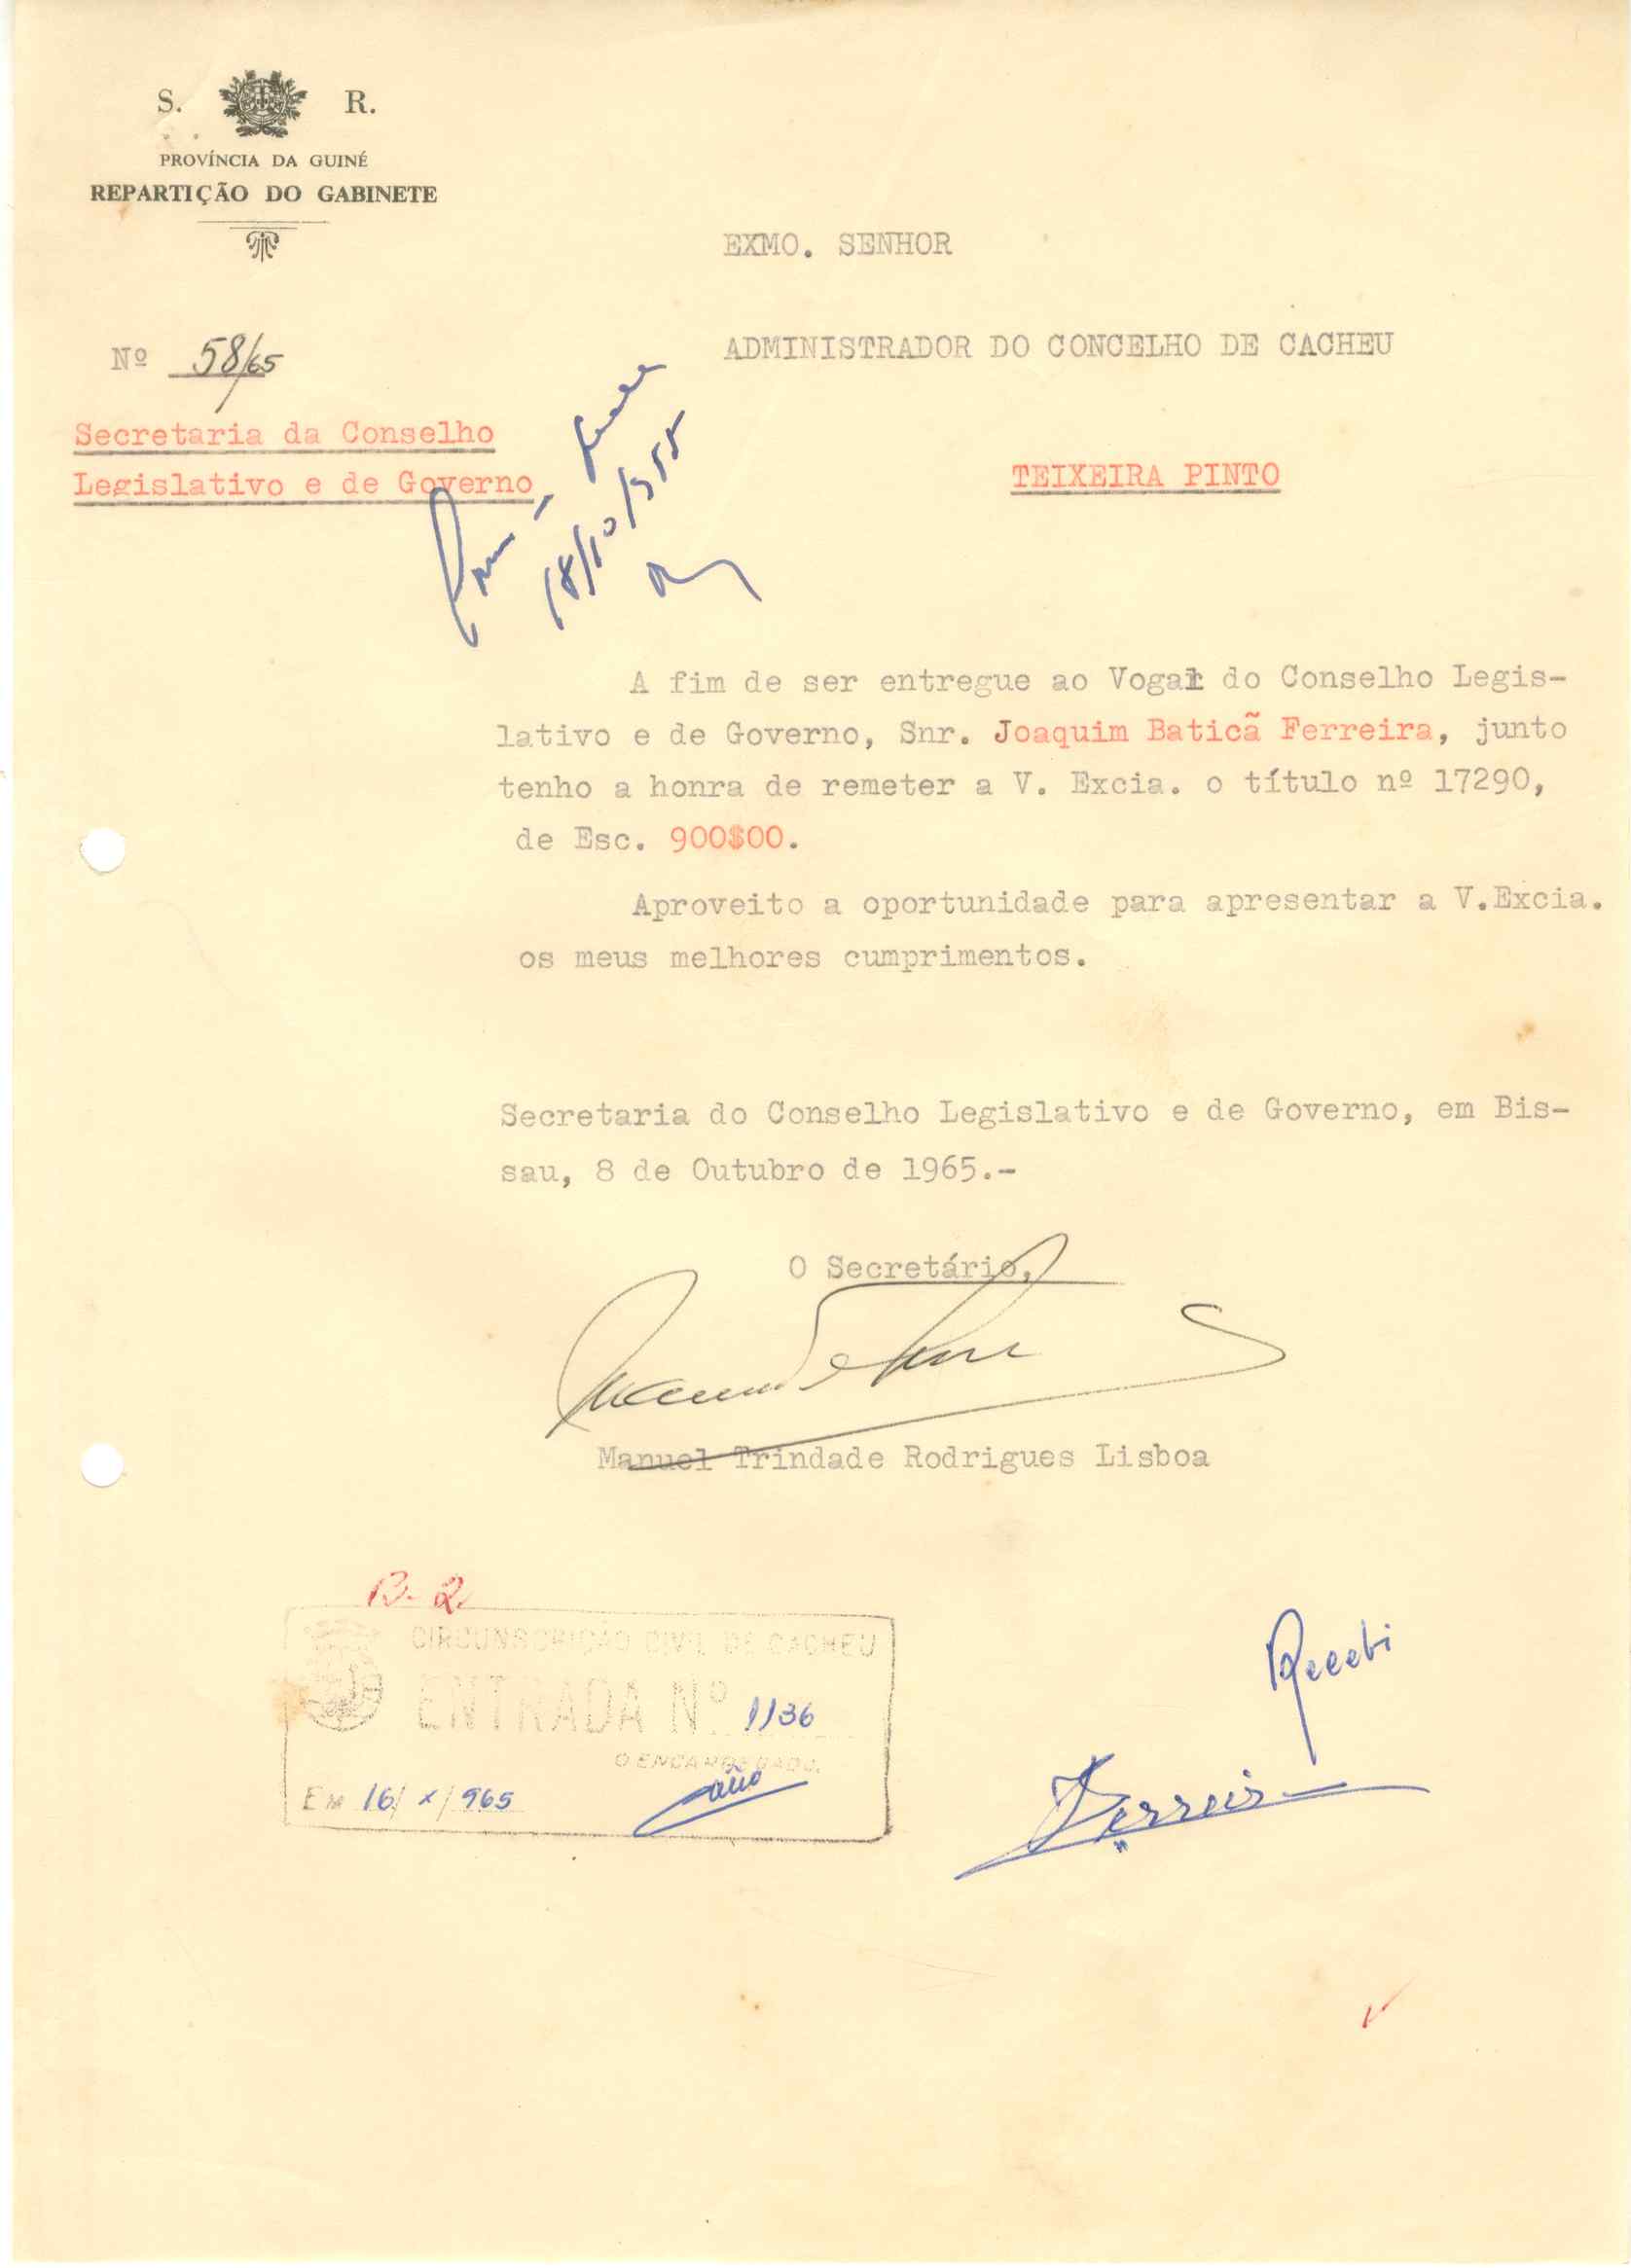 S. R.
PROVÍNCIA DA GUINÉ
REPARTIÇÃO DO GABINETE
EXMO. SENHOR
Nº 58/65
ADMINISTRADOR DO CONCELHO DE CACHEU
Secretaria da Conselho
Legislativo e de Governo
TEIXEIRA PINTO
18/10/965
A fim de ser entregue ao Vogal do Conselho Legis-
lativo e de Governo, Snr. Joaquim Baticã Ferreira, junto
tenho a honra de remeter a V. Excia. o título nº 17290,
de Esc. 900$00.
Aproveito a oportunidade para apresentar a V.Excia.
os meus melhores cumprimentos.
Secretaria do Conselho Legislativo e de Governo, em Bis-
sau, 8 de Outubro de 1965.-
O Secretário,
Manuel Trindade Rodrigues Lisboa
B-2
CIRCUNSCRIÇÃO CIVIL DE CACHEU
ENTRADA Nº 1136
O ENCARREGADO,
Em 16/ x/ 965
Recebi
Ferreira